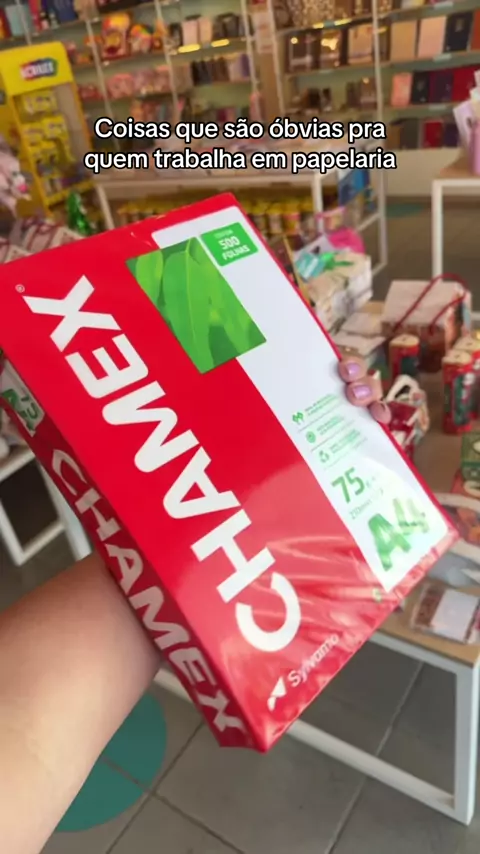 Coisas que são óbvias pra
quem trabalha em papelaria
500
FOLHAS
CHAMEX
®
75
A4
Sylvamo
CHAMEX